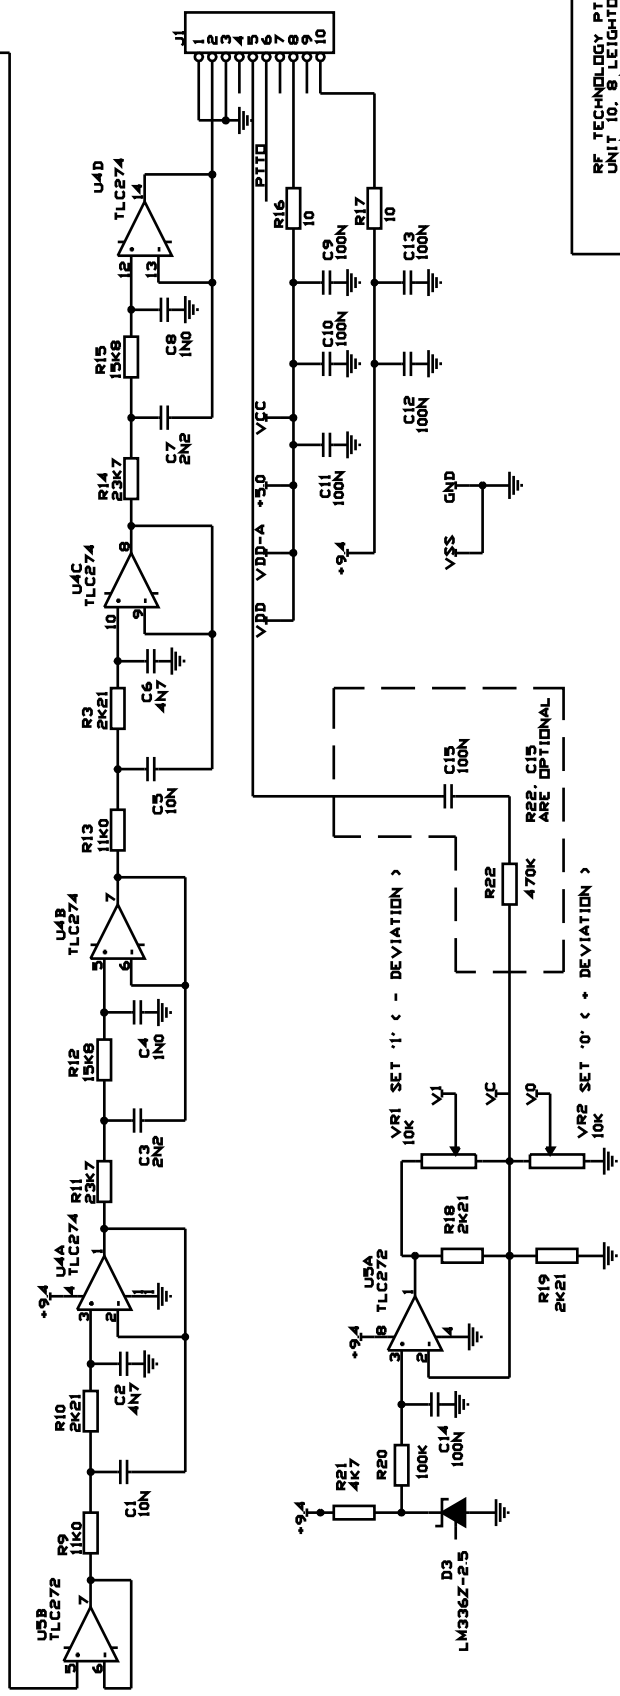 J1
1
2
3
4
5
6
7
8
9
10
RF TECHNOLOGY PT
UNIT 10, 8 LEIGHTO
U4D
TLC274
14
12
13
PTTO
R16
10
R17
10
C9
100N
C13
100N
C8
1N0
R15
15K8
C10
100N
C12
100N
C7
2N2
VCC
R14
23K7
C11
100N
+5.0
GND
U4C
TLC274
8
10
9
VDD-A
+9.4
VSS
VDD
C6
4N7
R3
2K21
C5
10N
C15
100N
R22, C15
ARE OPTIONAL
R13
11K0
R22
470K
U4B
TLC274
7
5
6
VR1 SET '1' ( - DEVIATION )
10K
VR2 SET '0' ( + DEVIATION )
10K
C4
1N0
R12
15K8
V1
VC
V0
C3
2N2
R11
23K7
U4A
TLC274
1
+9.4
4
11
3
2
R18
2K21
R19
2K21
U5A
TLC272
1
+9.4
8
4
3
2
C2
4N7
R10
2K21
C14
100N
R20
100K
R21
4K7
C1
10N
+9.4
R9
11K0
D3
LM336Z-2.5
U5B
TLC272
7
5
6